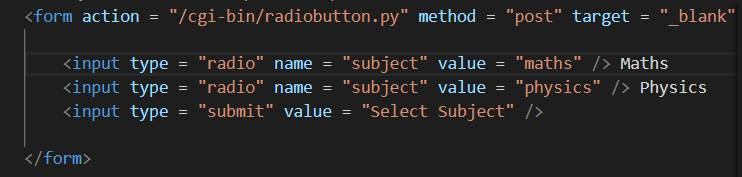 <form action = "/cgi-bin/radiobutton.py" method = "post" target = "_blank"
<input type = "radio" name = "subject" value = "maths" /> Maths
<input type = "radio" name = "subject" value = "physics" /> Physics
<input type = "submit" value = "Select Subject" />
</form>